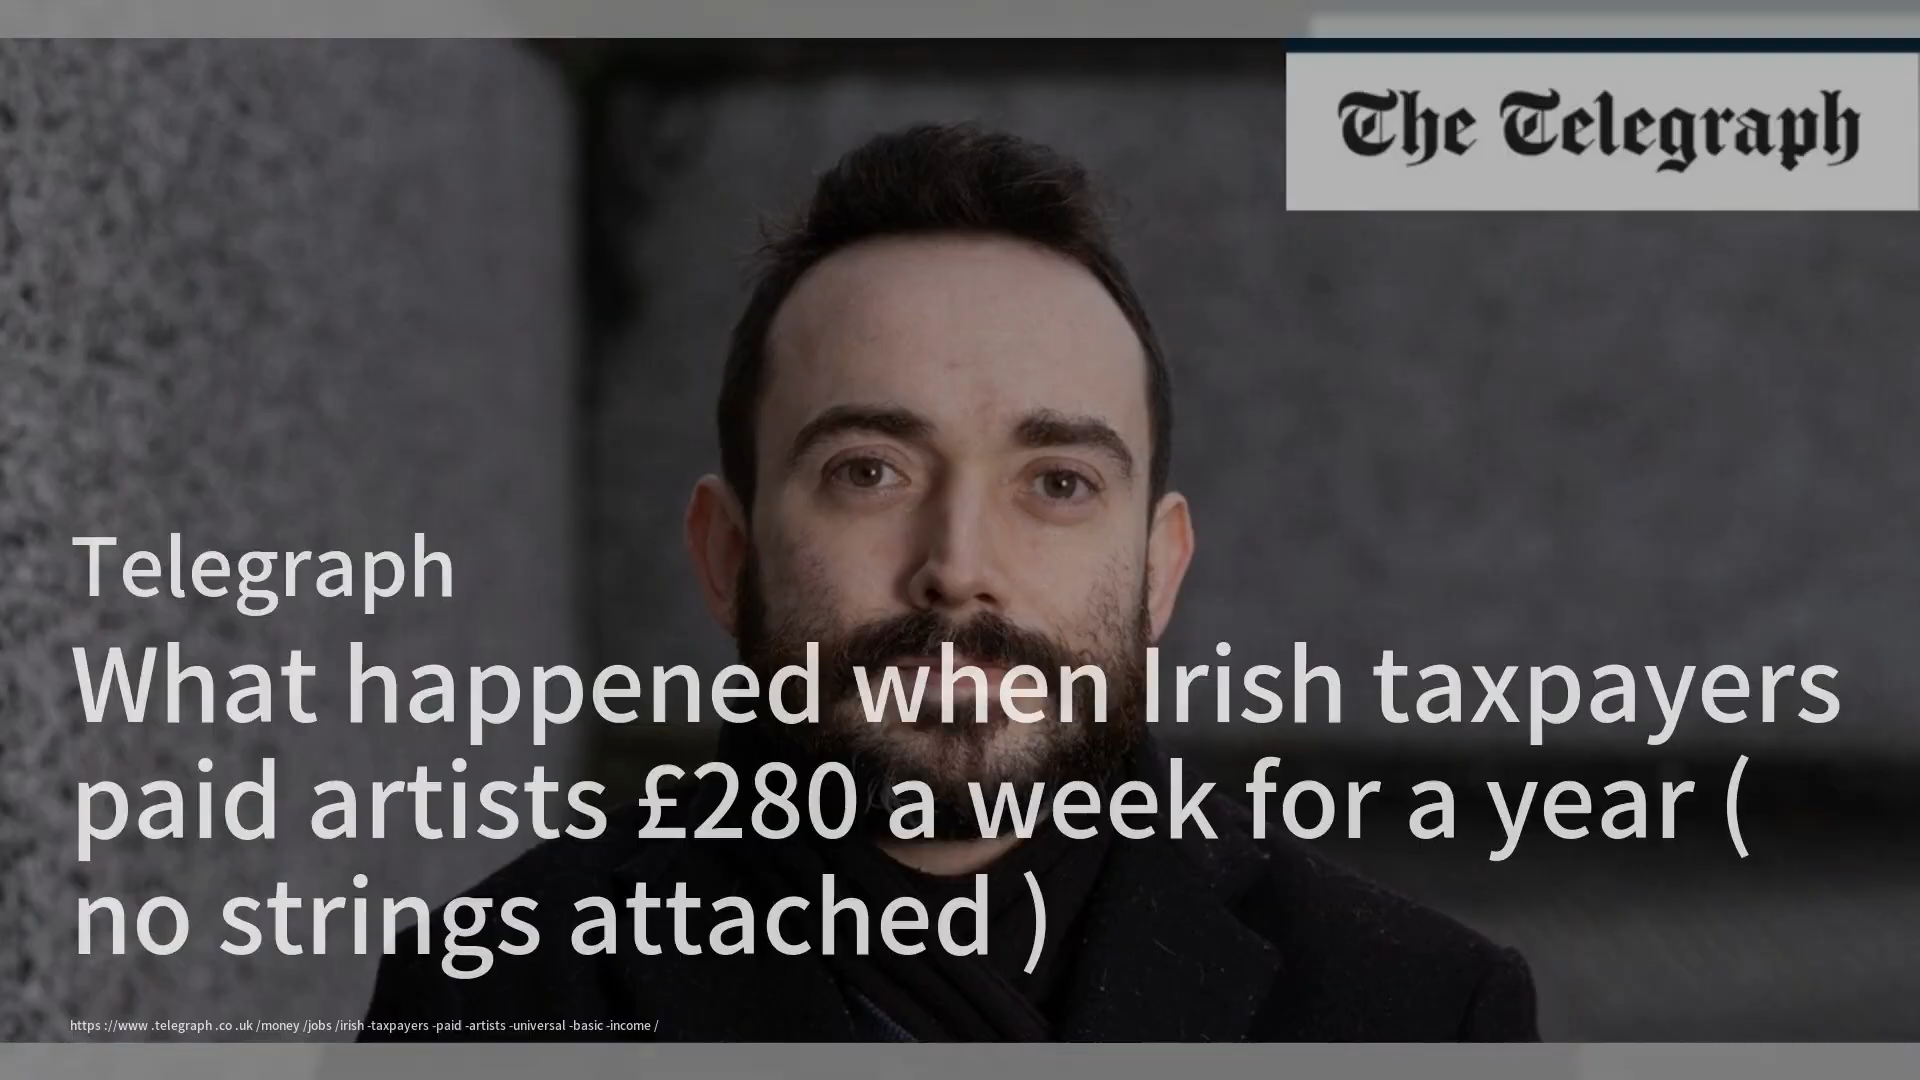 The Telegraph
Telegraph
What happened when Irish taxpayers
paid artists £280 a week for a year (
no strings attached )
https ://www .telegraph .co .uk /money /jobs /irish -taxpayers -paid -artists -universal -basic -income /